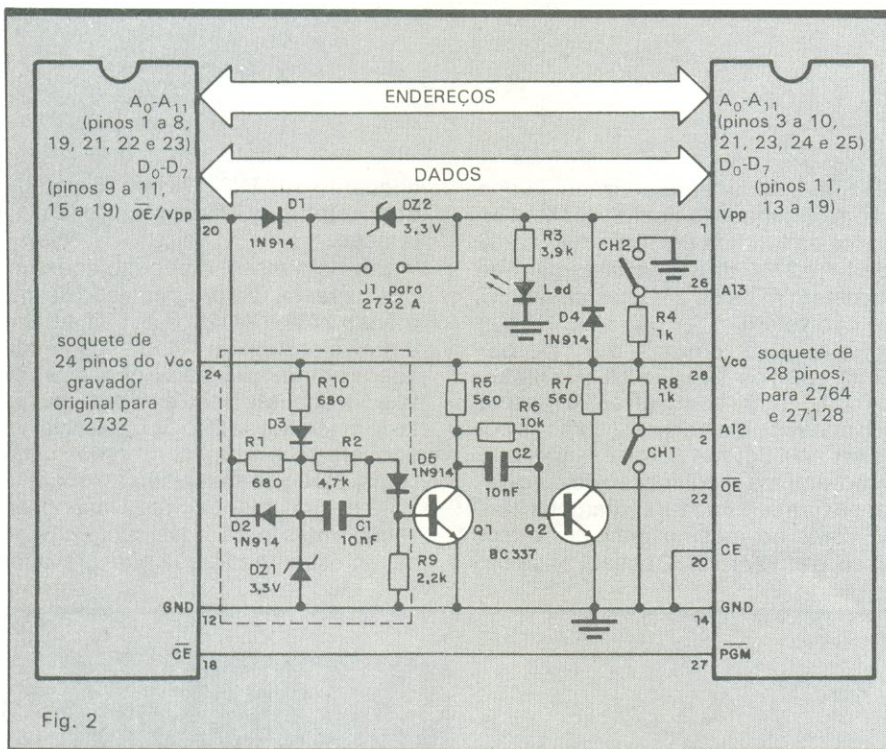 ENDEREÇOS
A0-A11
(pinos 1 a 8,
19, 21, 22 e 23)
D0-D7
(pinos 9 a 11,
15 a 19)
OE/Vpp
20
A0-A11
(pinos 3 a 10,
21, 23, 24 e 25)
D0-D7
(pinos 11,
13 a 19)
DADOS
D1
1N914
DZ2
3,3V
J1 para
2732 A
R3
3,9k
Led
D4
1N914
CH2
R4
1k
Vpp
1
26
A13
soquete de
24 pinos do
gravador
original para
2732
Vcc
24
R10
680
D3
R1
680
R2
4,7k
D5
1N914
D2
1N914
C1
10nF
DZ1
3,3V
R9
2,2k
R5
560
R6
10k
C2
10nF
R7
560
Q1
Q2
BC 337
R8
1k
CH1
Vcc
28
soquete de
28 pinos,
para 2764
e 27128
A12
2
OE
22
CE
20
GND
12
GND
14
CE
18
27
PGM
Fig. 2